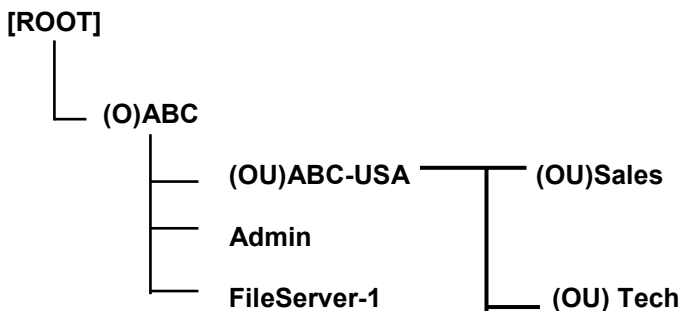 [ROOT]
(O)ABC
(OU)ABC-USA (OU)Sales
Admin
FileServer-1 (OU) Tech